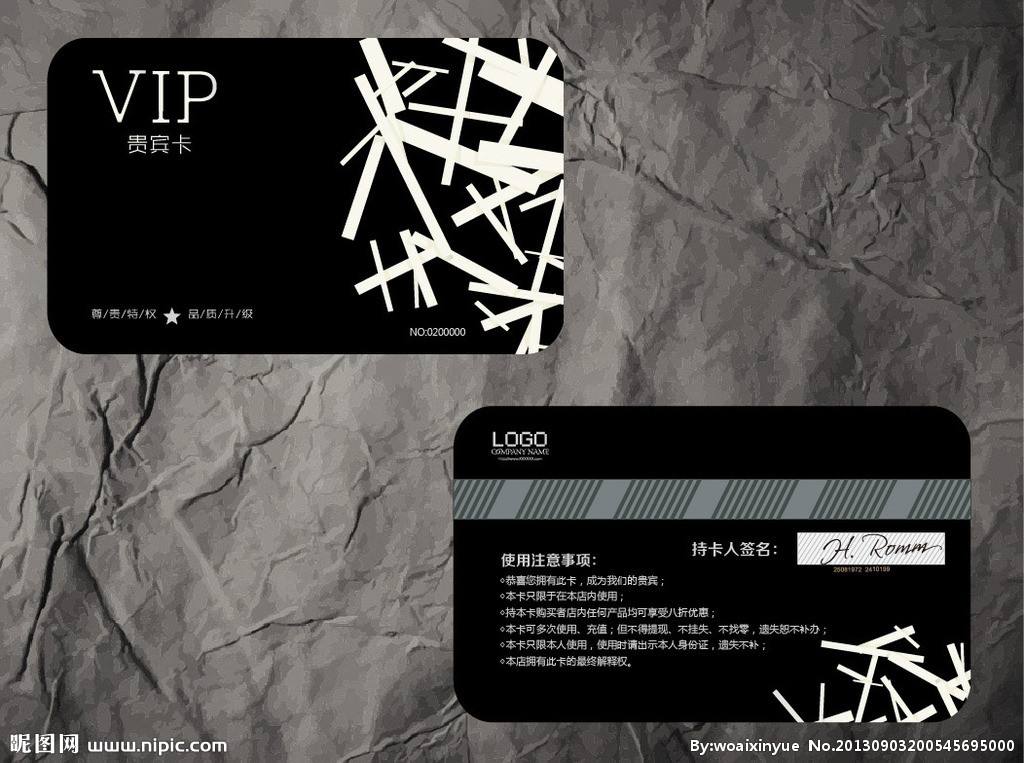 VIP
贵宾卡
尊/贵/特/权 ★ 品/质/升/级
NO:0200000
LOGO
COMPANY NAME
持卡人签名：
H. Romm
25081972 2410199
使用注意事项：
◇恭喜您拥有此卡，成为我们的贵宾；
◇本卡只限于在本店内使用；
◇持本卡购买者店内任何产品均可享受八折优惠；
◇本卡可多次使用、充值；但不得提现、不挂失、不找零，遗失恕不补办；
◇本卡只限本人使用，使用时请出示本人身份证，遗失不补；
◇本店拥有此卡的最终解释权。
昵图网 www.nipic.com
By:woaixinyue No.20130903200545695000